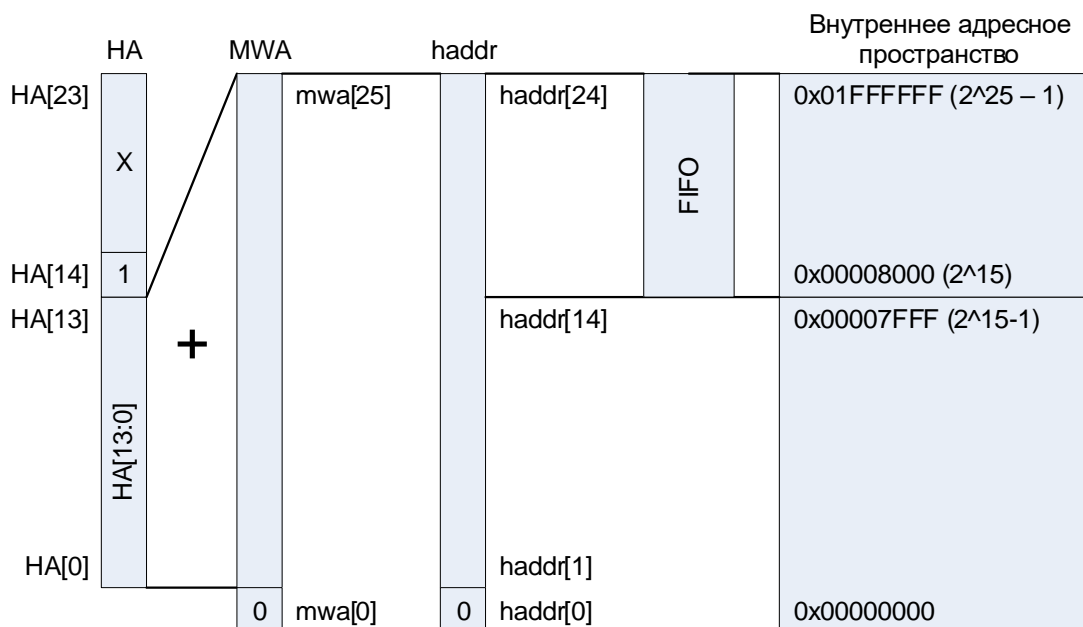 Внутреннее адресное
пространство
HA MWA haddr
HA[23] mwa[25] haddr[24] 0x01FFFFFF (2^25 – 1)
X
FIFO
HA[14] 1 0x00008000 (2^15)
HA[13] haddr[14] 0x00007FFF (2^15-1)
+
HA[13:0]
HA[0] haddr[1]
0 mwa[0] 0 haddr[0] 0x00000000